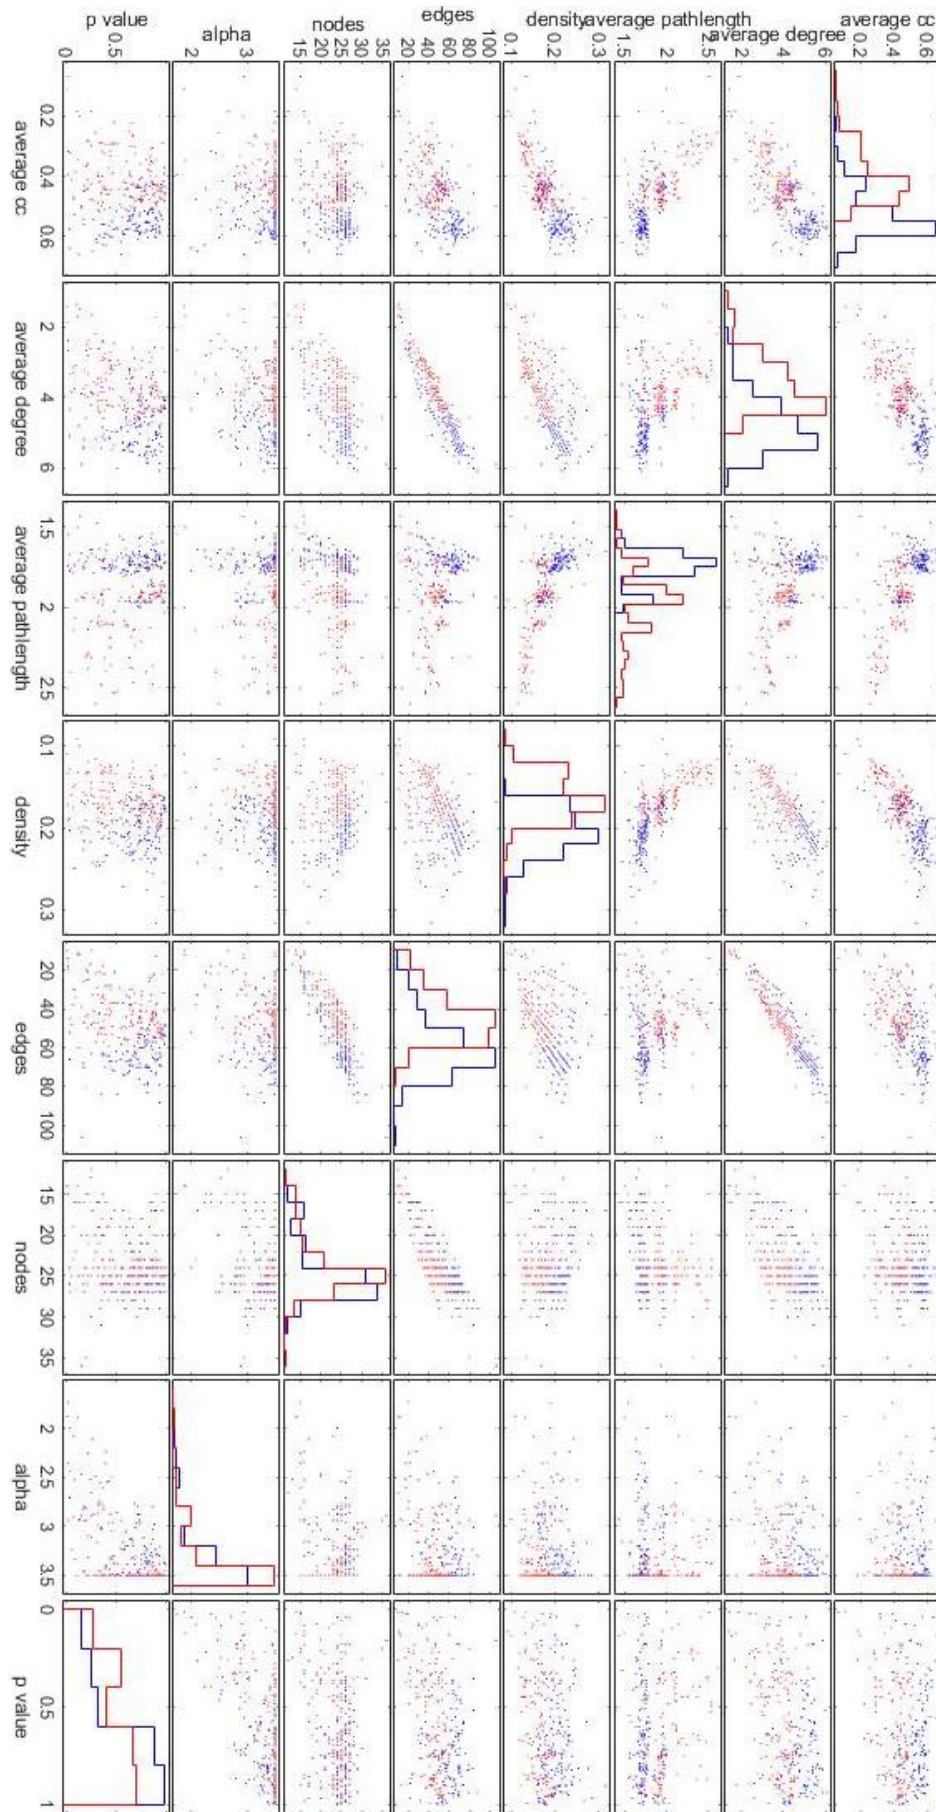 p value
alpha
nodes
edges
density
average pathlength
average degree
average cc
0 0.5
2 3
15 20 25 30 35
20 40 60 80 100
0.1 0.2 0.3
1.5 2 2.5
2 4 6
0.2 0.4 0.6
0.2 0.4 0.6
average cc
2 4 6
average degree
1.5 2 2.5
average pathlength
0.1 0.2 0.3
density
20 40 60 80 100
edges
15 20 25 30 35
nodes
2 2.5 3 3.5
alpha
0 0.5 1
p value